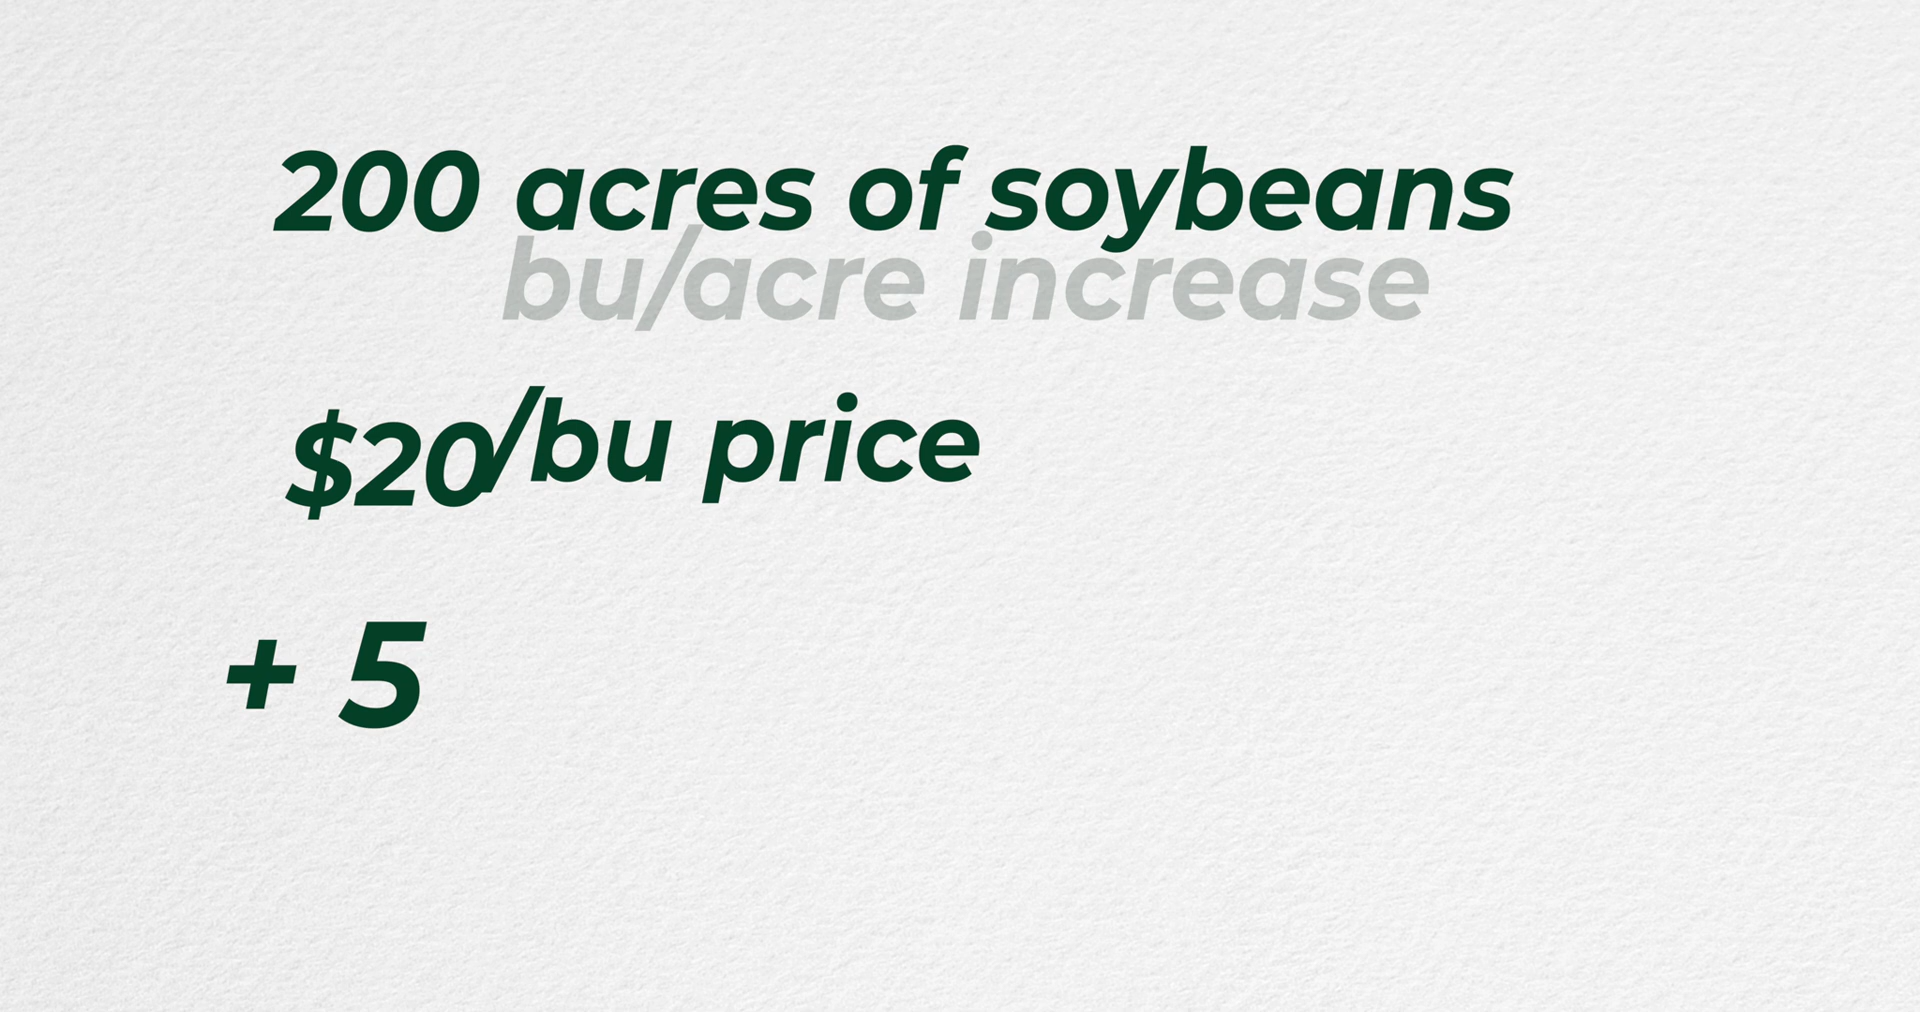 200 acres of soybeans
bu/acre increase
$20/bu price
+ 5